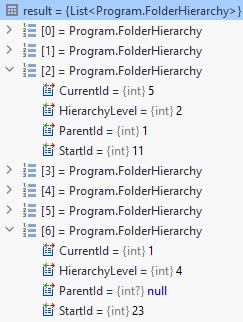 result = {List<Program.FolderHierarchy>}
[0] = Program.FolderHierarchy
[1] = Program.FolderHierarchy
[2] = Program.FolderHierarchy
CurrentId = {int} 5
HierarchyLevel = {int} 2
ParentId = {int} 1
StartId = {int} 11
[3] = Program.FolderHierarchy
[4] = Program.FolderHierarchy
[5] = Program.FolderHierarchy
[6] = Program.FolderHierarchy
CurrentId = {int} 1
HierarchyLevel = {int} 4
ParentId = {int?} null
StartId = {int} 23